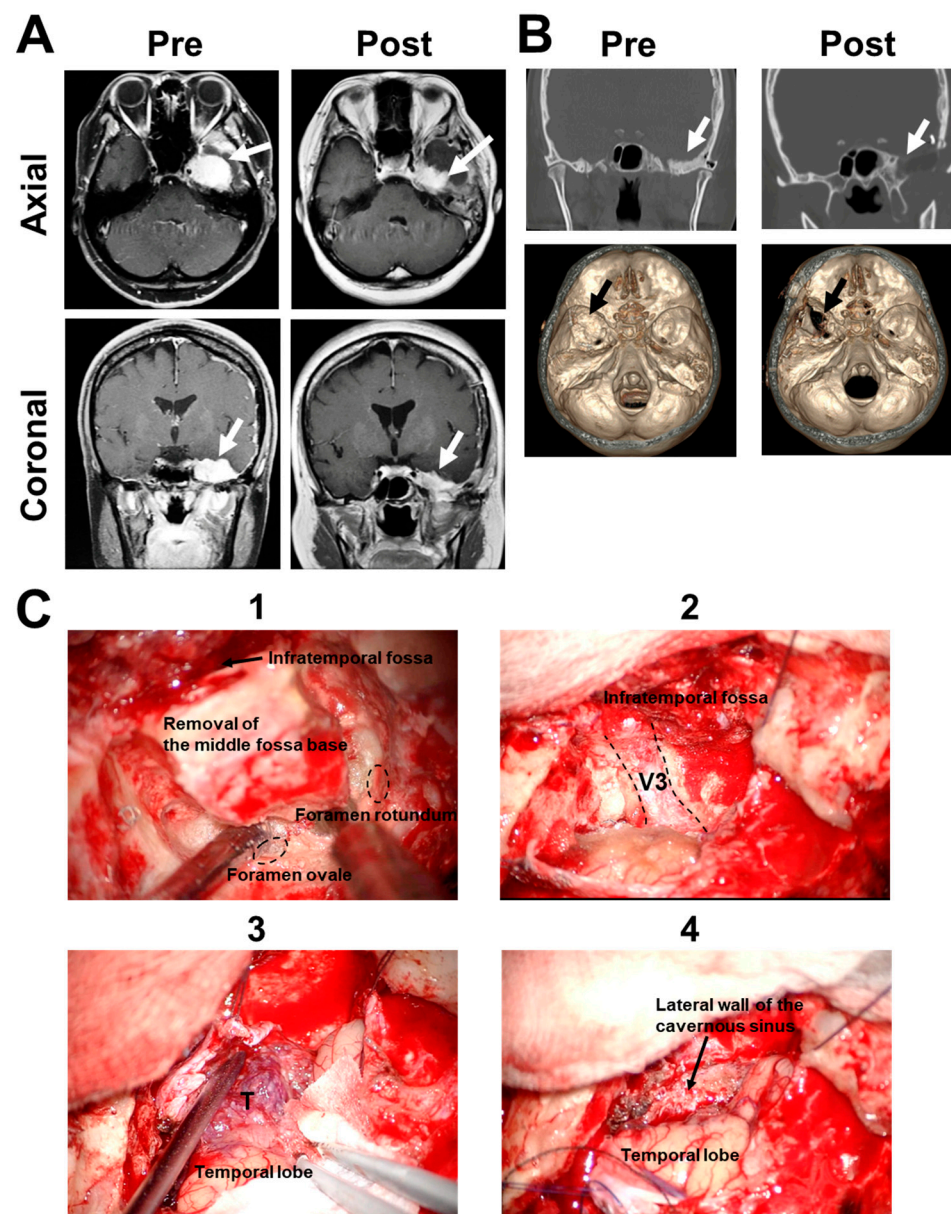 A
Pre
Post
Axial
Coronal
B
Pre
Post
C
1
Infratemporal fossa
Removal of
the middle fossa base
Foramen rotundum
Foramen ovale
2
Infratemporal fossa
V3
3
T
Temporal lobe
4
Lateral wall of the
cavernous sinus
Temporal lobe